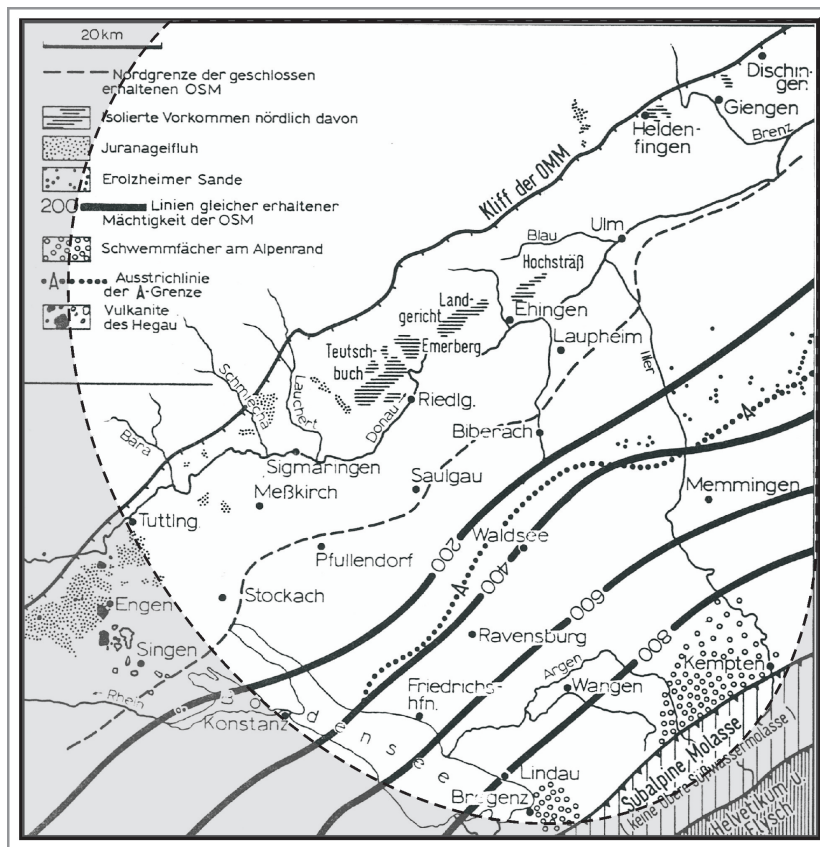 20 km
Nordgrenze der geschlossen
erhaltenen OSM
Isolierte Vorkommen nördlich davon
Juranagelfluh
Erolzheimer Sande
200 Linien gleicher erhaltener
Mächtigkeit der OSM
Schwemmfächer am Alpenrand
A Ausstrichlinie
der A-Grenze
Vulkanite
des Hegau
Dischin-
gen
Giengen
Brenz
Helden-
fingen
Kliff der OMM
Blau
Ulm
Hochsträß
Land-
gericht
Ehingen
Emerberg
Laupheim
Iller
Teutsch-
buch
Schmiecha
Lauchert
Donau
Riedlg.
A
Bara
Biberach
Sigmaringen
Saulgau
Meßkirch
Memmingen
Tuttlg.
Waldsee
200
Pfullendorf
A
400
Stockach
600
Engen
Ravensburg
800
Singen
Argen
Kempten
Rhein
Friedrichs-
hfn.
Wangen
Konstanz
Bodensee
Lindau
Bregenz
Subalpine Molasse
(keine Obere Süßwassermolasse)
Helvetikum u.
Flysch